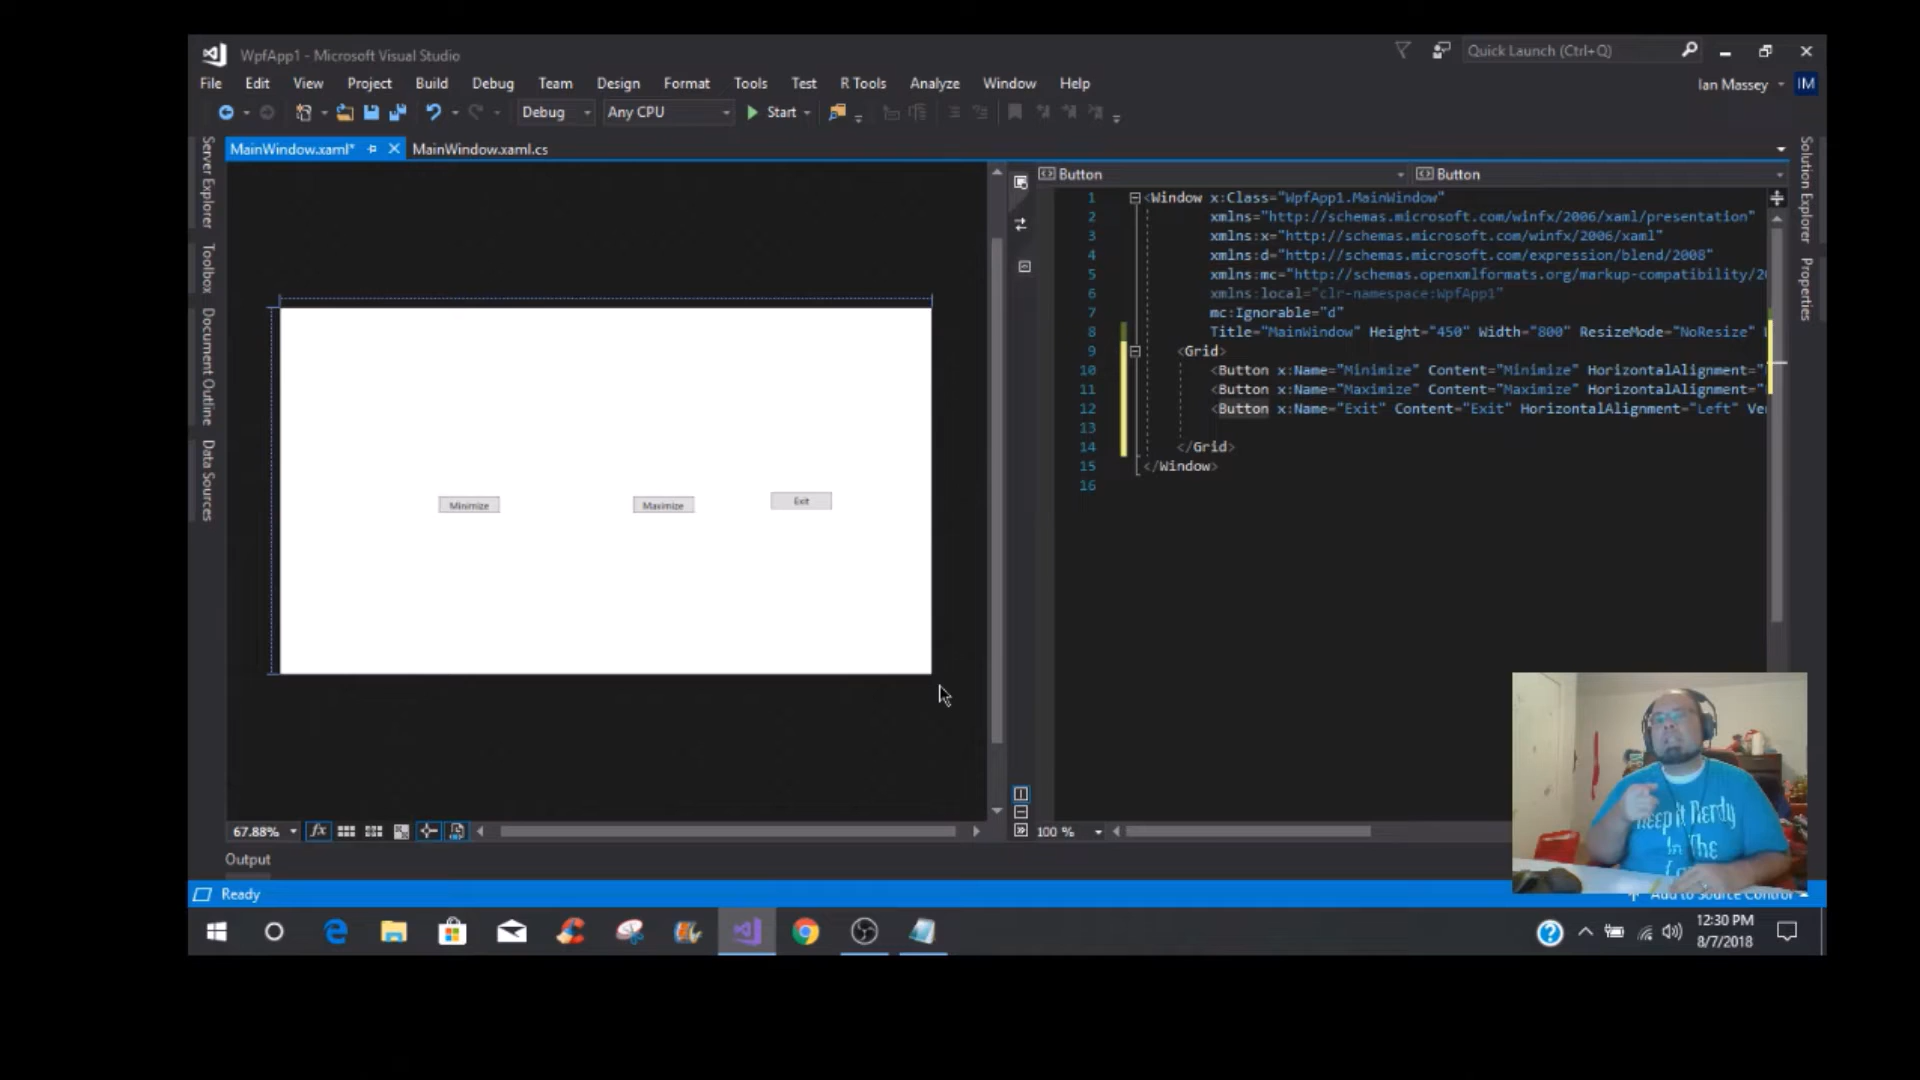 WpfApp1 - Microsoft Visual Studio
Quick Launch (Ctrl+Q)
File Edit View Project Build Debug Team Design Format Tools Test R Tools Analyze Window Help
Ian Massey IM
Debug Any CPU Start
MainWindow.xaml* MainWindow.xaml.cs
Server Explorer
Toolbox
Document Outline
Data Sources
Solution Explorer
Properties
Button Button
1 <Window x:Class="WpfApp1.MainWindow"
2 xmlns="http://schemas.microsoft.com/winfx/2006/xaml/presentation"
3 xmlns:x="http://schemas.microsoft.com/winfx/2006/xaml"
4 xmlns:d="http://schemas.microsoft.com/expression/blend/2008"
5 xmlns:mc="http://schemas.openxmlformats.org/markup-compatibility/20
6 xmlns:local="clr-namespace:WpfApp1"
7 mc:Ignorable="d"
8 Title="MainWindow" Height="450" Width="800" ResizeMode="NoResize"
9 <Grid>
10 <Button x:Name="Minimize" Content="Minimize" HorizontalAlignment="
11 <Button x:Name="Maximize" Content="Maximize" HorizontalAlignment="
12 <Button x:Name="Exit" Content="Exit" HorizontalAlignment="Left" Ve
13
14 </Grid>
15 </Window>
16
Minimize Maximize Exit
67.88% fx
100 %
Output
Ready
Add to Source Control
Keep it Nerdy
In The
12:30 PM
8/7/2018